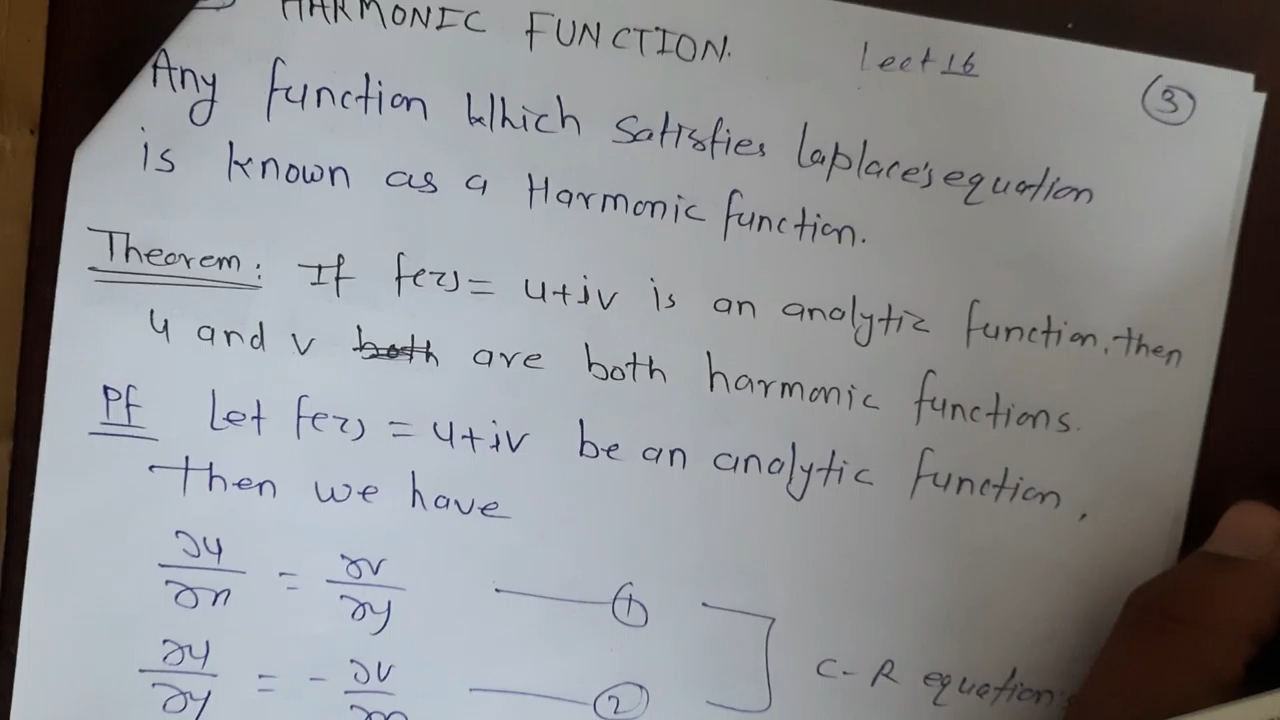 HARMONIC FUNCTION.
Lect 16
3
Any function Which satisfies Laplace's equation
is known as a Harmonic function.
Theorem: If f(z) = u+iv is an analytic function, then
u and v both are both harmonic functions.
Pf Let f(z) = u+iv be an analytic function,
Then we have
∂u/∂x = ∂v/∂y —— 1
∂u/∂y = - ∂v/∂x —— 2
C-R equations